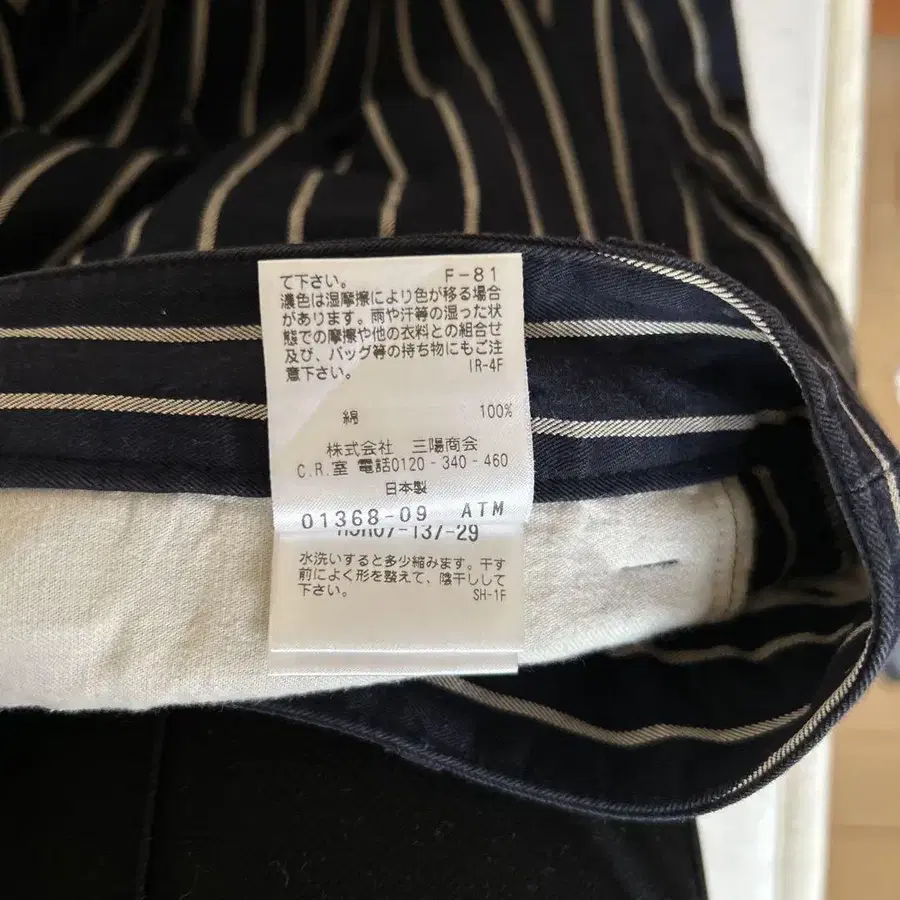 て下さい。 F-81
濃色は湿摩擦により色が移る場合
があります。雨や汗等の湿った状
態での摩擦や他の衣料との組合せ
及び、バッグ等の持ち物にもご注
意下さい。 IR-4F
綿 100%
株式会社 三陽商会
C.R.室 電話0120-340-460
日本製
01368-09 ATM
-137-29
水洗いすると多少縮みます。干す
前によく形を整えて、陰干しして
下さい。 SH-1F